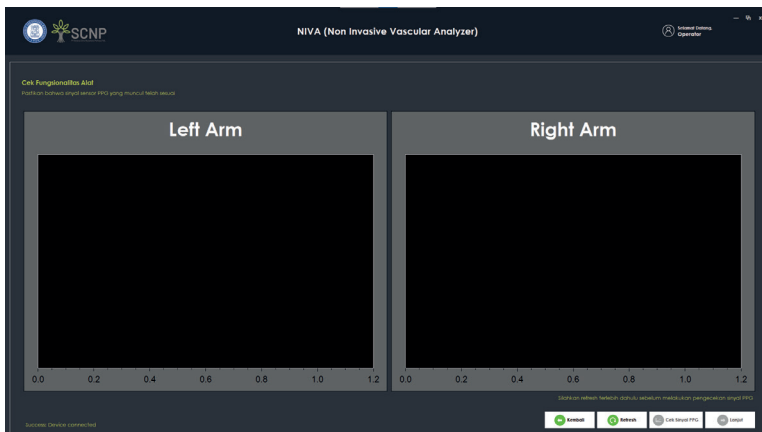 SCNP
NIVA (Non Invasive Vascular Analyzer)
Selamat Datang,
Operator
Cek Fungsionalitas Alat
Pastikan bahwa sinyal sensor PPG yang muncul telah sesuai
Left Arm
Right Arm
0.0 0.2 0.4 0.6 0.8 1.0 1.2
0.0 0.2 0.4 0.6 0.8 1.0 1.2
Silahkan refresh terlebih dahulu sebelum melakukan pengecekan sinyal PPG
Success: Device connected
Kembali
Refresh
Cek Sinyal PPG
Lanjut